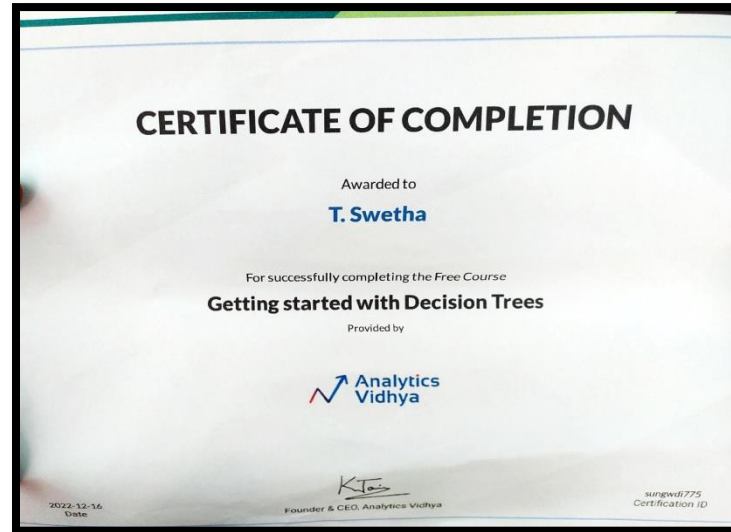 CERTIFICATE OF COMPLETION
Awarded to
T. Swetha
For successfully completing the Free Course
Getting started with Decision Trees
Provided by
Analytics
Vidhya
K.Jain
Founder & CEO, Analytics Vidhya
2022-12-16
Date
sungwdi775
Certification ID